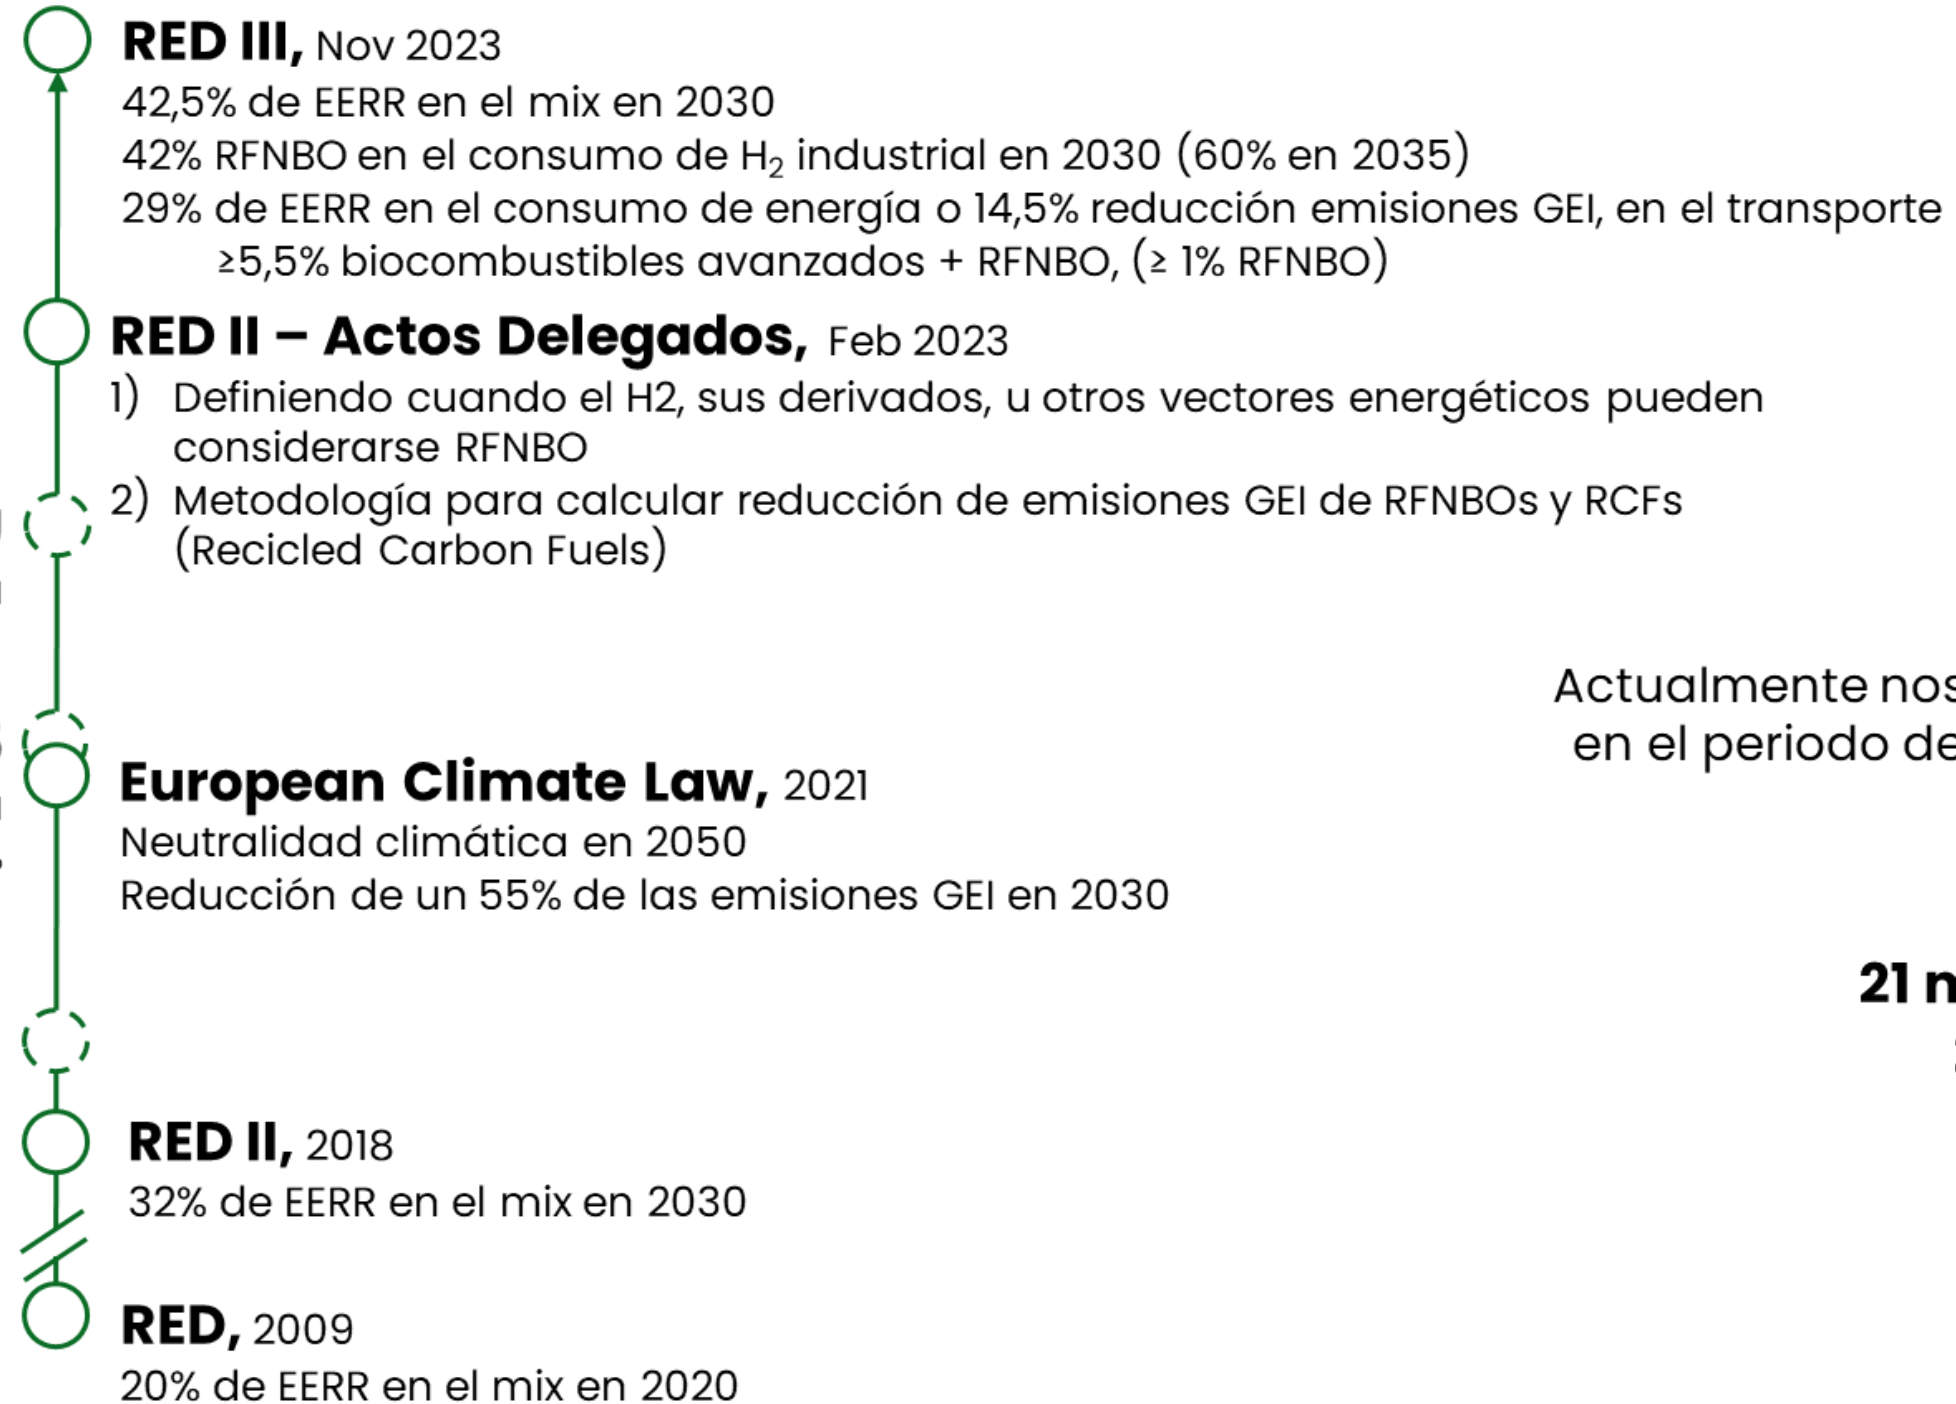 RED III, Nov 2023
42,5% de EERR en el mix en 2030
42% RFNBO en el consumo de H₂ industrial en 2030 (60% en 2035)
29% de EERR en el consumo de energía o 14,5% reducción emisiones GEI, en el transporte
≥5,5% biocombustibles avanzados + RFNBO, (≥ 1% RFNBO)
RED II – Actos Delegados, Feb 2023
1) Definiendo cuando el H2, sus derivados, u otros vectores energéticos pueden
considerarse RFNBO
2) Metodología para calcular reducción de emisiones GEI de RFNBOs y RCFs
(Recicled Carbon Fuels)
Actualmente nos
en el periodo de
European Climate Law, 2021
Neutralidad climática en 2050
Reducción de un 55% de las emisiones GEI en 2030
21
RED II, 2018
32% de EERR en el mix en 2030
RED, 2009
20% de EERR en el mix en 2020